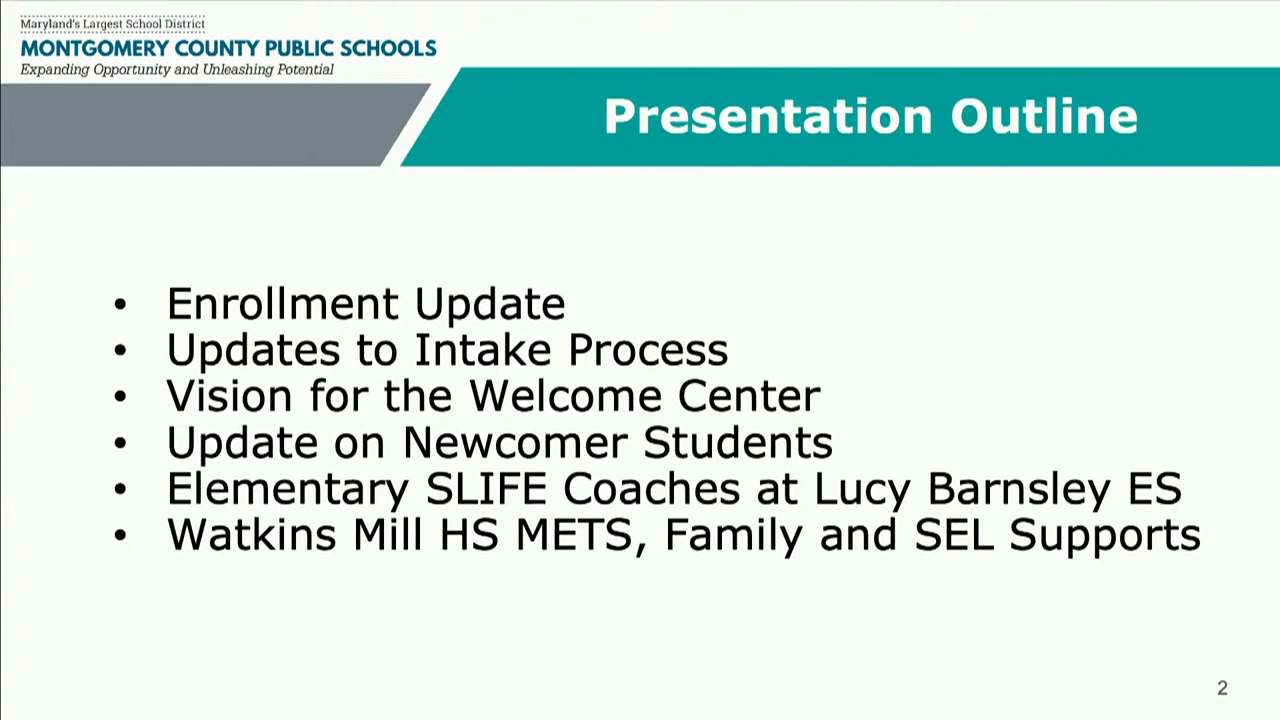 Maryland's Largest School District
MONTGOMERY COUNTY PUBLIC SCHOOLS
Expanding Opportunity and Unleashing Potential
Presentation Outline
• Enrollment Update
• Updates to Intake Process
• Vision for the Welcome Center
• Update on Newcomer Students
• Elementary SLIFE Coaches at Lucy Barnsley ES
• Watkins Mill HS METS, Family and SEL Supports
2